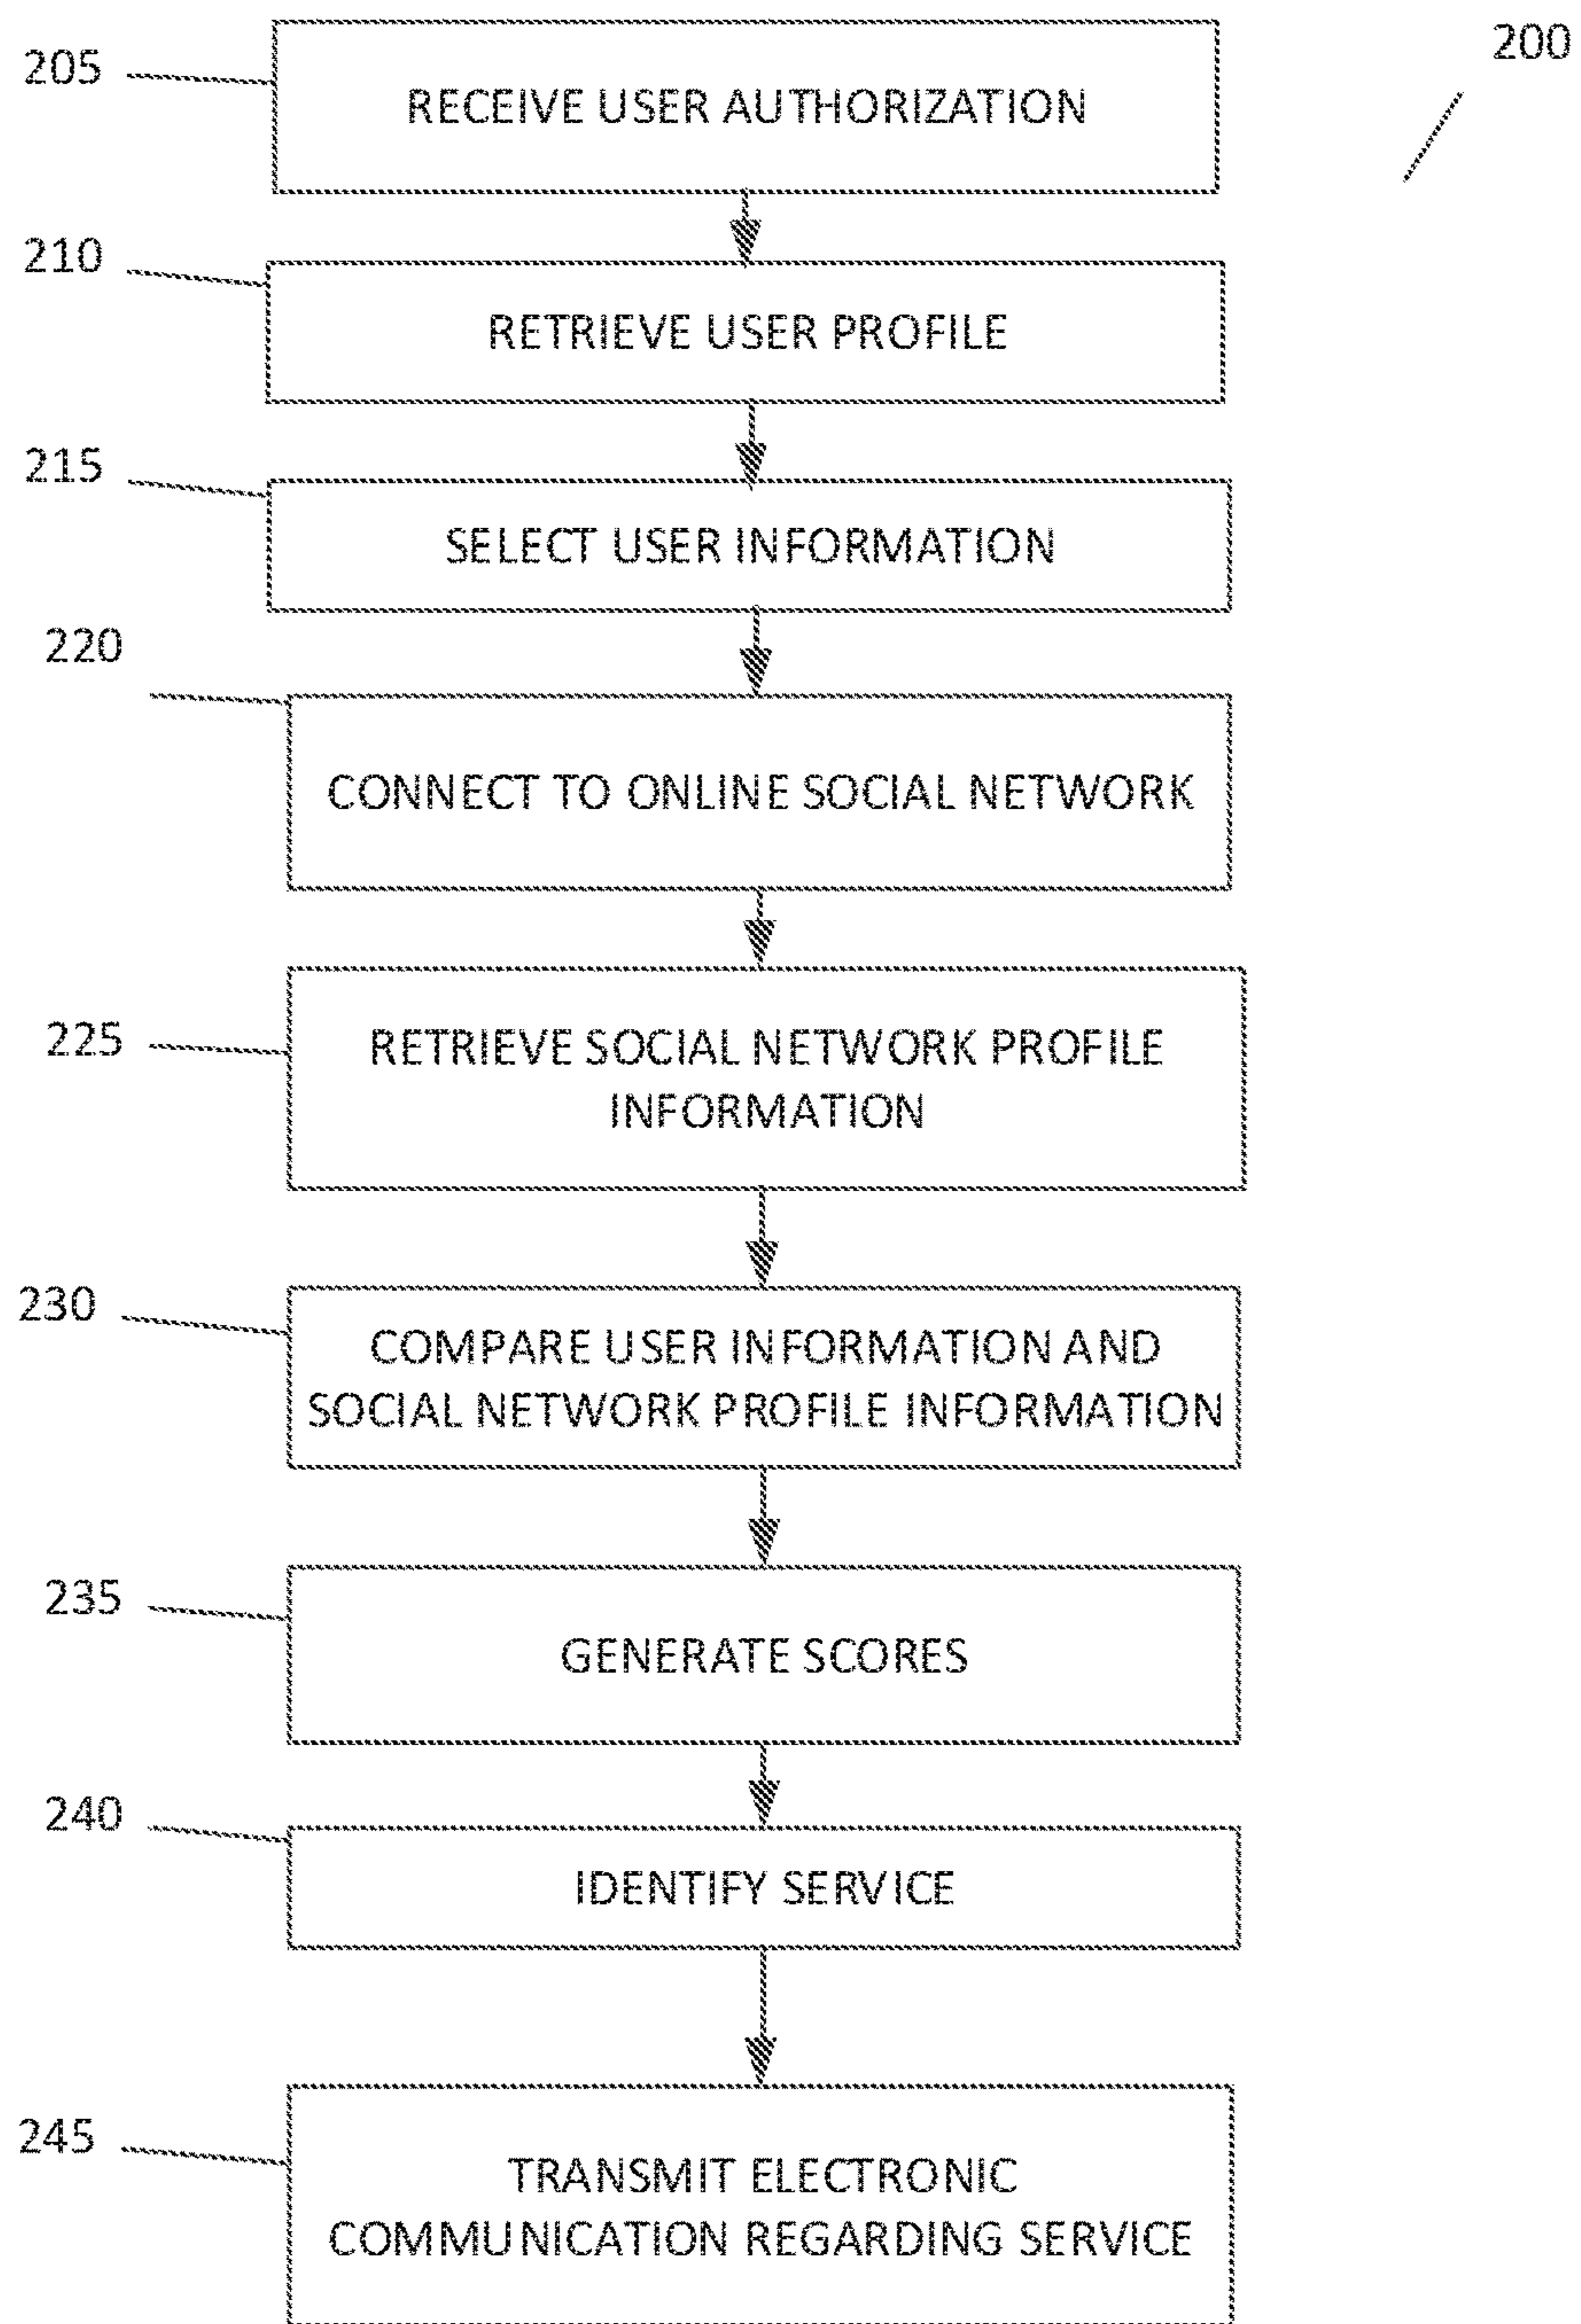 200
205
RECEIVE USER AUTHORIZATION
210
RETRIEVE USER PROFILE
215
SELECT USER INFORMATION
220
CONNECT TO ONLINE SOCIAL NETWORK
225
RETRIEVE SOCIAL NETWORK PROFILE
INFORMATION
230
COMPARE USER INFORMATION AND
SOCIAL NETWORK PROFILE INFORMATION
235
GENERATE SCORES
240
IDENTIFY SERVICE
245
TRANSMIT ELECTRONIC
COMMUNICATION REGARDING SERVICE